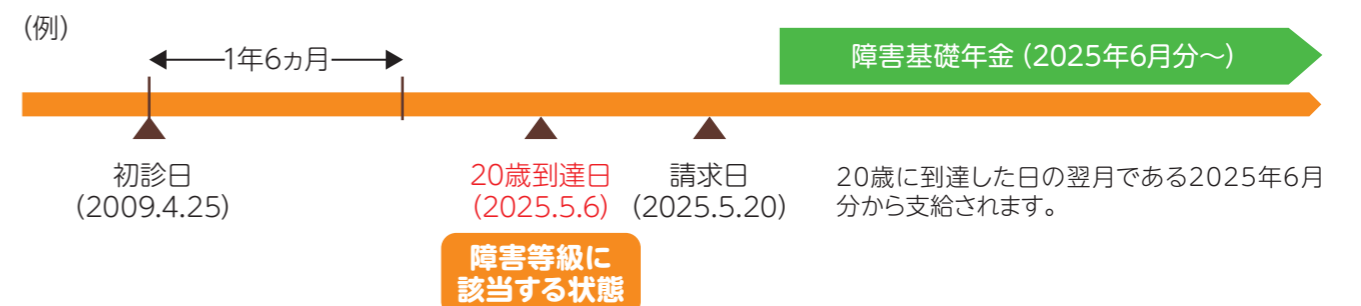 (例)
1年6ヵ月
障害基礎年金 (2025年6月分～)
初診日
(2009.4.25)
20歳到達日
(2025.5.6)
請求日
(2025.5.20)
20歳に到達した日の翌月である2025年6月
分から支給されます。
障害等級に
該当する状態